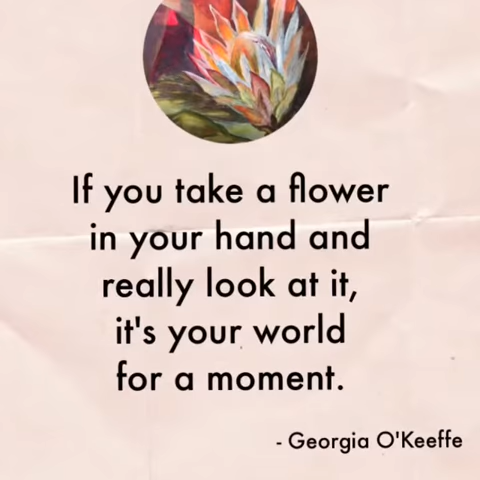 If you take a flower
in your hand and
really look at it,
it's your world
for a moment.
- Georgia O'Keeffe